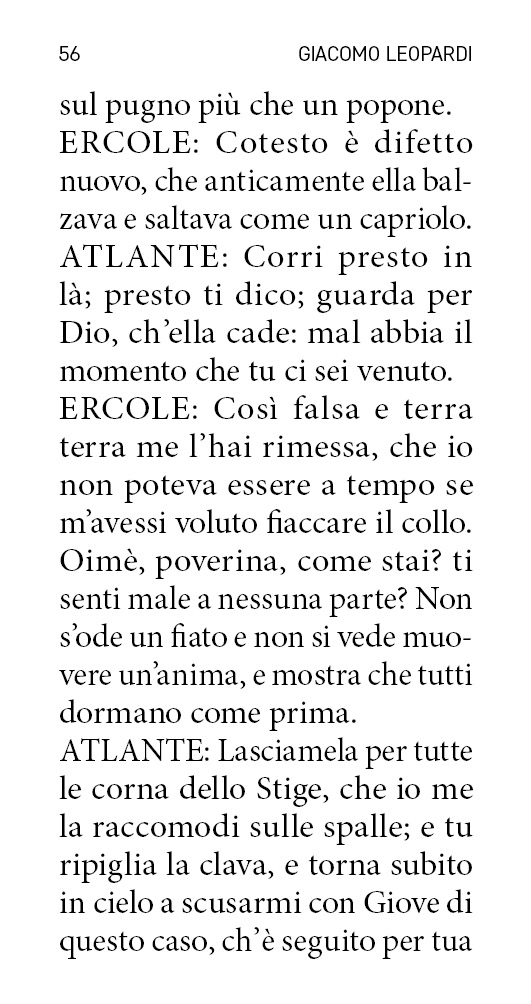 56 GIACOMO LEOPARDI
sul pugno più che un popone.
ERCOLE: Cotesto è difetto
nuovo, che anticamente ella bal-
zava e saltava come un capriolo.
ATLANTE: Corri presto in
là; presto ti dico; guarda per
Dio, ch’ella cade: mal abbia il
momento che tu ci sei venuto.
ERCOLE: Così falsa e terra
terra me l’hai rimessa, che io
non poteva essere a tempo se
m’avessi voluto fiaccare il collo.
Oimè, poverina, come stai? ti
senti male a nessuna parte? Non
s’ode un fiato e non si vede muo-
vere un’anima, e mostra che tutti
dormano come prima.
ATLANTE: Lasciamela per tutte
le corna dello Stige, che io me
la raccomodi sulle spalle; e tu
ripiglia la clava, e torna subito
in cielo a scusarmi con Giove di
questo caso, ch’è seguito per tua